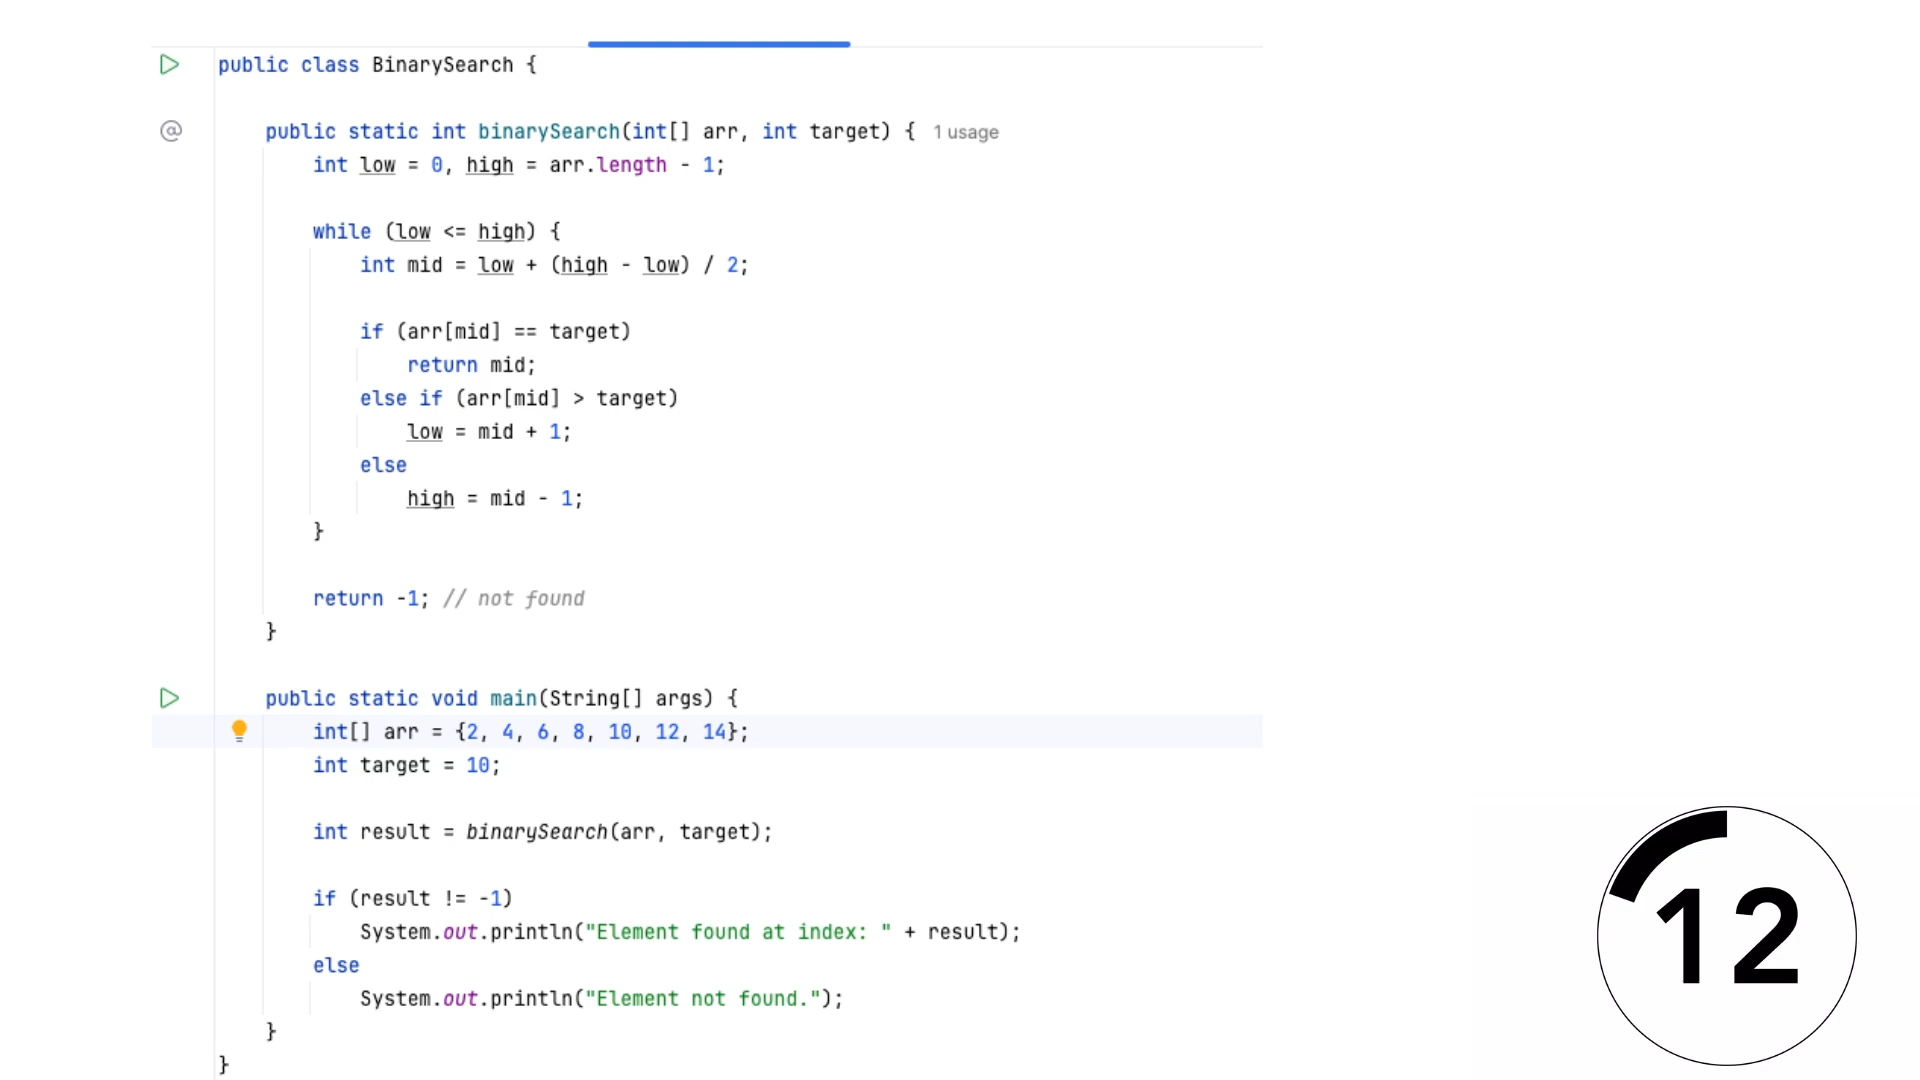 public class BinarySearch {
public static int binarySearch(int[] arr, int target) { 1 usage
int low = 0, high = arr.length - 1;
while (low <= high) {
int mid = low + (high - low) / 2;
if (arr[mid] == target)
return mid;
else if (arr[mid] > target)
low = mid + 1;
else
high = mid - 1;
}
return -1; // not found
}
public static void main(String[] args) {
int[] arr = {2, 4, 6, 8, 10, 12, 14};
int target = 10;
int result = binarySearch(arr, target);
if (result != -1)
System.out.println("Element found at index: " + result);
else
System.out.println("Element not found.");
}
}
12